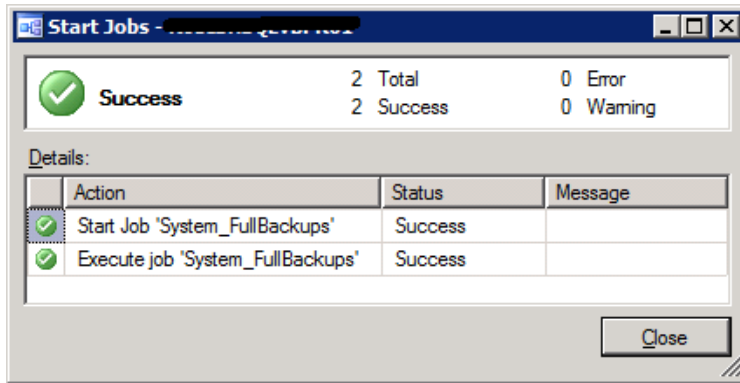 Start Jobs -
Success
2 Total
0 Error
2 Success
0 Warning
Details:
Action Status Message
Start Job 'System_FullBackups' Success
Execute job 'System_FullBackups' Success
Close